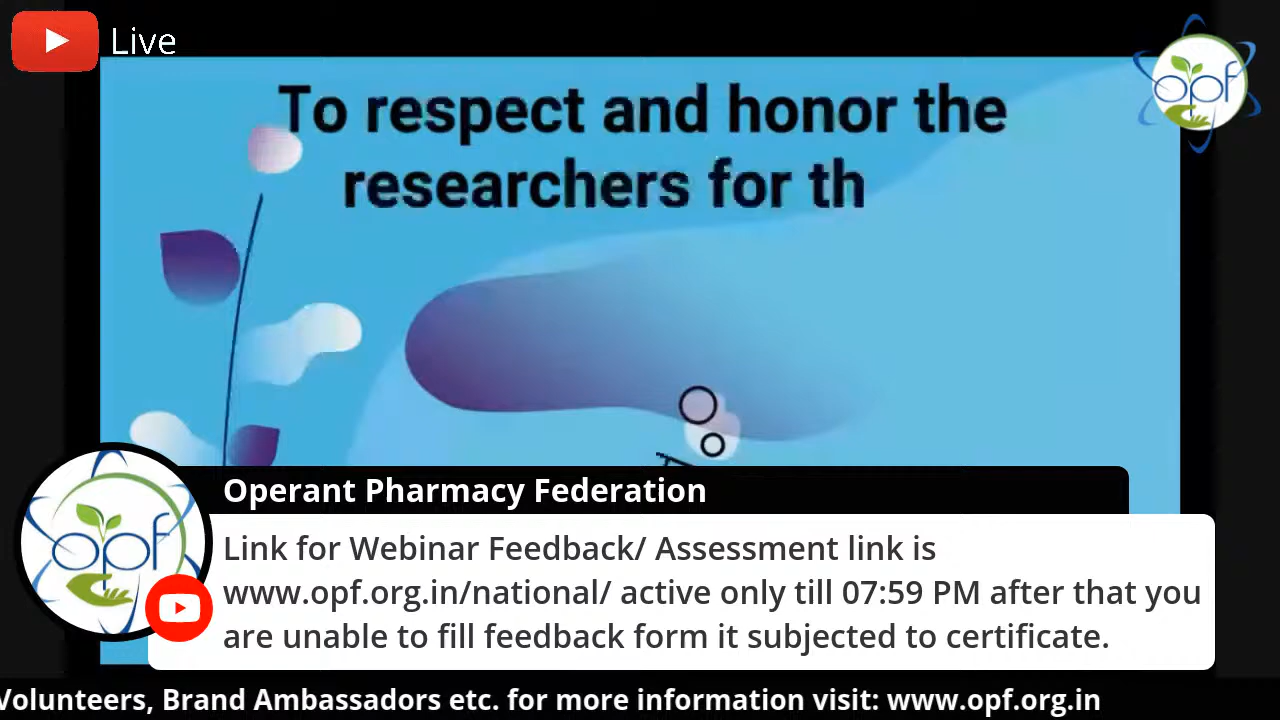 Live
opf
To respect and honor the
researchers for th
opf
Operant Pharmacy Federation
Link for Webinar Feedback/ Assessment link is
www.opf.org.in/national/ active only till 07:59 PM after that you
are unable to fill feedback form it subjected to certificate.
Volunteers, Brand Ambassadors etc. for more information visit: www.opf.org.in